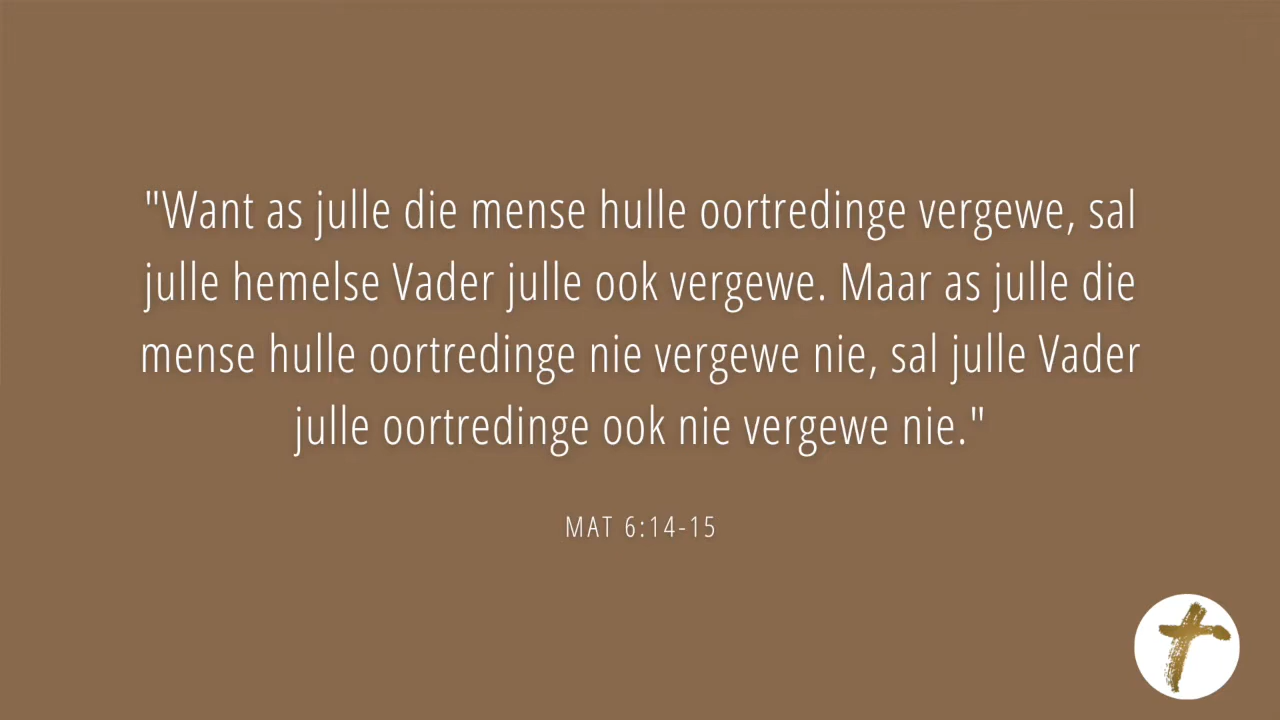 "Want as julle die mense hulle oortredinge vergewe, sal
julle hemelse Vader julle ook vergewe. Maar as julle die
mense hulle oortredinge nie vergewe nie, sal julle Vader
julle oortredinge ook nie vergewe nie."
MAT 6:14-15